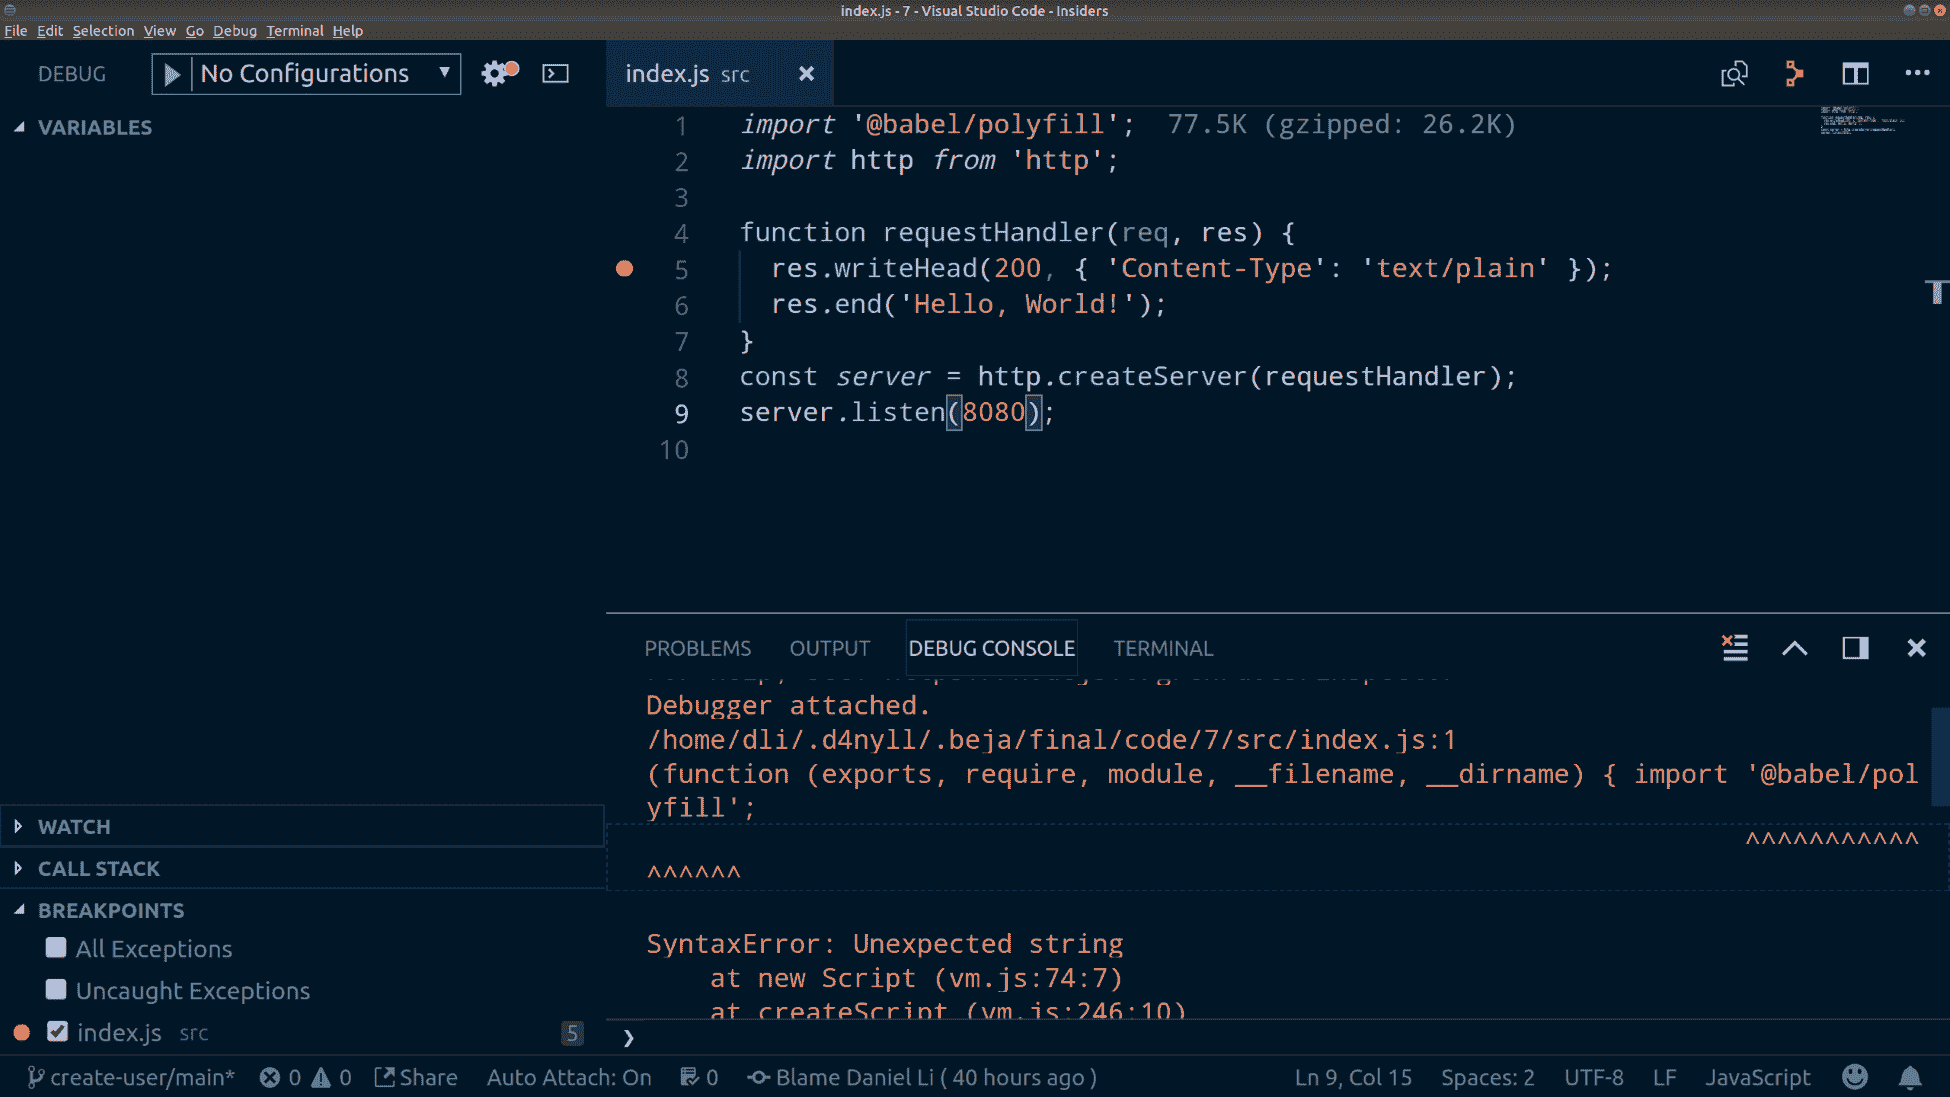 index.js - 7 - Visual Studio Code - Insiders
File Edit Selection View Go Debug Terminal Help
DEBUG No Configurations
index.js src
VARIABLES
1 import '@babel/polyfill'; 77.5K (gzipped: 26.2K)
2 import http from 'http';
3
4 function requestHandler(req, res) {
5 res.writeHead(200, { 'Content-Type': 'text/plain' });
6 res.end('Hello, World!');
7 }
8 const server = http.createServer(requestHandler);
9 server.listen(8080);
10
PROBLEMS OUTPUT DEBUG CONSOLE TERMINAL
Debugger attached.
/home/dli/.d4nyll/.beja/final/code/7/src/index.js:1
(function (exports, require, module, __filename, __dirname) { import '@babel/pol
yfill';
^^^^^^^^^^^
^^^^^^
SyntaxError: Unexpected string
at new Script (vm.js:74:7)
at createScript (vm.js:246:10)
❯
WATCH
CALL STACK
BREAKPOINTS
All Exceptions
Uncaught Exceptions
index.js src 5
create-user/main* 0 0 Share Auto Attach: On 0 Blame Daniel Li ( 40 hours ago ) Ln 9, Col 15 Spaces: 2 UTF-8 LF JavaScript